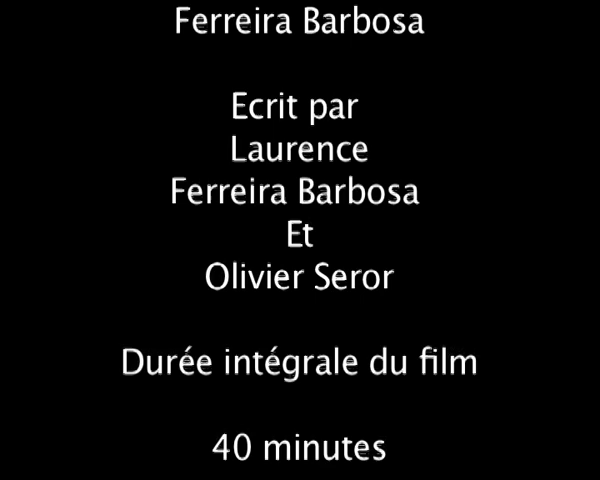 Ferreira Barbosa
Ecrit par
Laurence
Ferreira Barbosa
Et
Olivier Seror
Durée intégrale du film
40 minutes